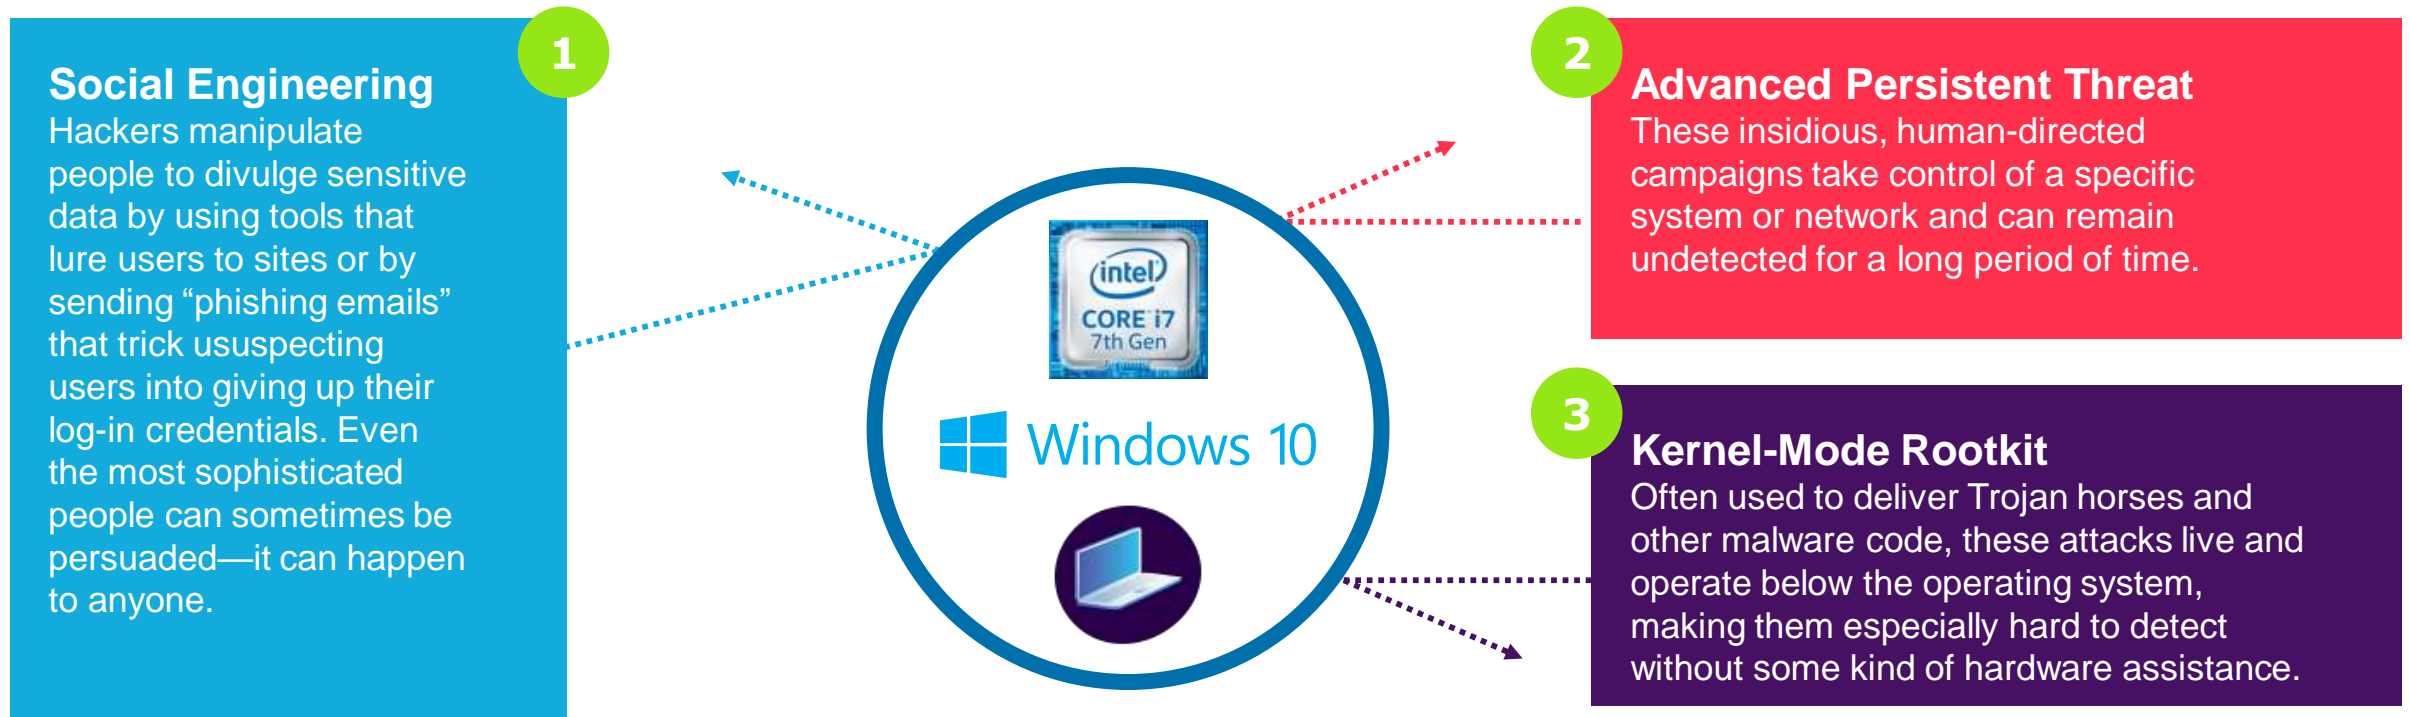 1
Social Engineering
Hackers manipulate
people to divulge sensitive
data by using tools that
lure users to sites or by
sending “phishing emails”
that trick ususpecting
users into giving up their
log-in credentials. Even
the most sophisticated
people can sometimes be
persuaded—it can happen
to anyone.
intel
CORE i7
7th Gen
Windows 10
2
Advanced Persistent Threat
These insidious, human-directed
campaigns take control of a specific
system or network and can remain
undetected for a long period of time.
3
Kernel-Mode Rootkit
Often used to deliver Trojan horses and
other malware code, these attacks live and
operate below the operating system,
making them especially hard to detect
without some kind of hardware assistance.